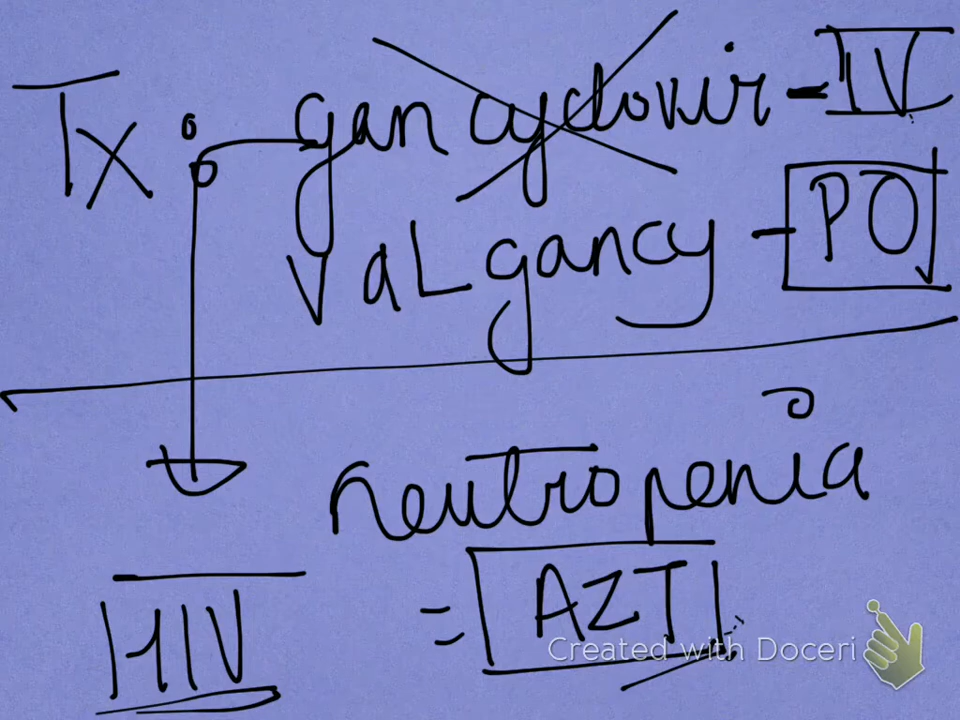 Tx: gancyclovir - IV
Valgancy - PO
neutropenia
HIV = AZT
Created with Doceri